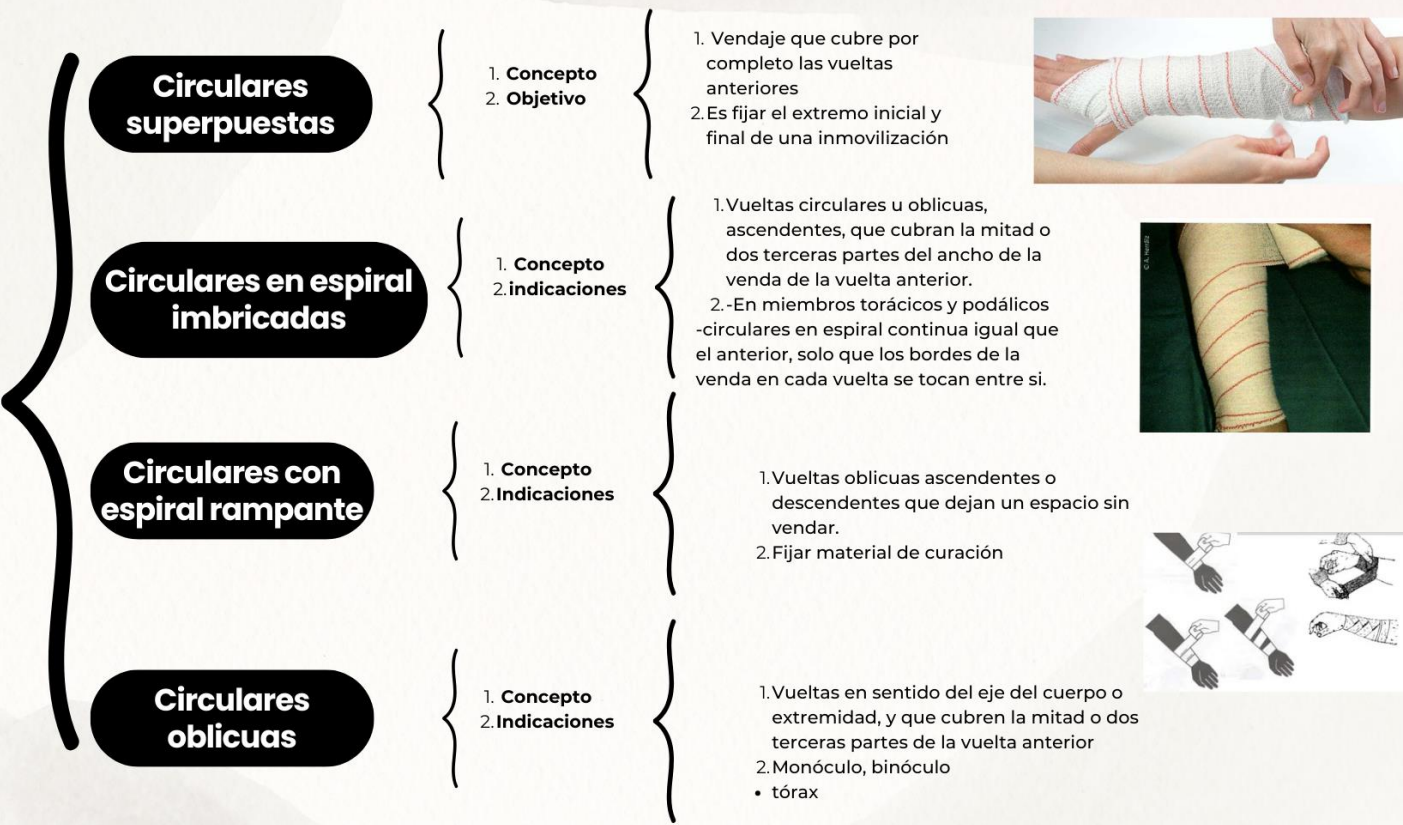 Circulares
superpuestas
1. Concepto
2. Objetivo
1. Vendaje que cubre por
completo las vueltas
anteriores
2. Es fijar el extremo inicial y
final de una inmovilización
Circulares en espiral
imbricadas
1. Concepto
2. indicaciones
1. Vueltas circulares u oblicuas,
ascendentes, que cubran la mitad o
dos terceras partes del ancho de la
venda de la vuelta anterior.
2. -En miembros torácicos y podálicos
-circulares en espiral continua igual que
el anterior, solo que los bordes de la
venda en cada vuelta se tocan entre si.
Circulares con
espiral rampante
1. Concepto
2. Indicaciones
1. Vueltas oblicuas ascendentes o
descendentes que dejan un espacio sin
vendar.
2. Fijar material de curación
Circulares
oblicuas
1. Concepto
2. Indicaciones
1. Vueltas en sentido del eje del cuerpo o
extremidad, y que cubren la mitad o dos
terceras partes de la vuelta anterior
2. Monóculo, binóculo
• tórax